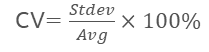 CV= Stdev/Avg × 100%